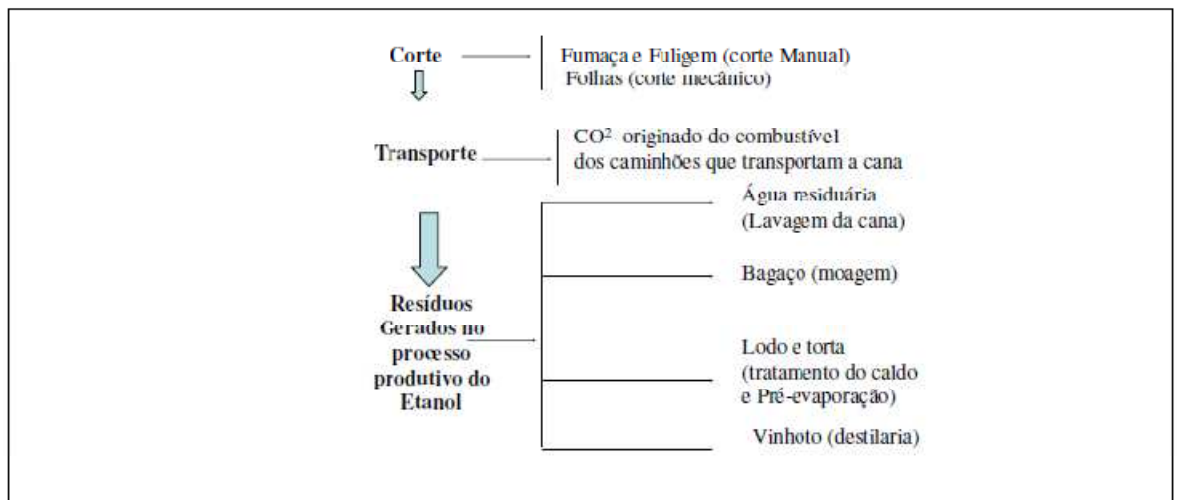 Corte
Fumaça e Fuligem (corte Manual)
Folhas (corte mecânico)
Transporte
CO² originado do combustível
dos caminhões que transportam a cana
Resíduos
Gerados no
processo
produtivo do
Etanol
Água residuária
(Lavagem da cana)
Bagaço (moagem)
Lodo e torta
(tratamento do caldo
e Pré-evaporação)
Vinhoto (destilaria)